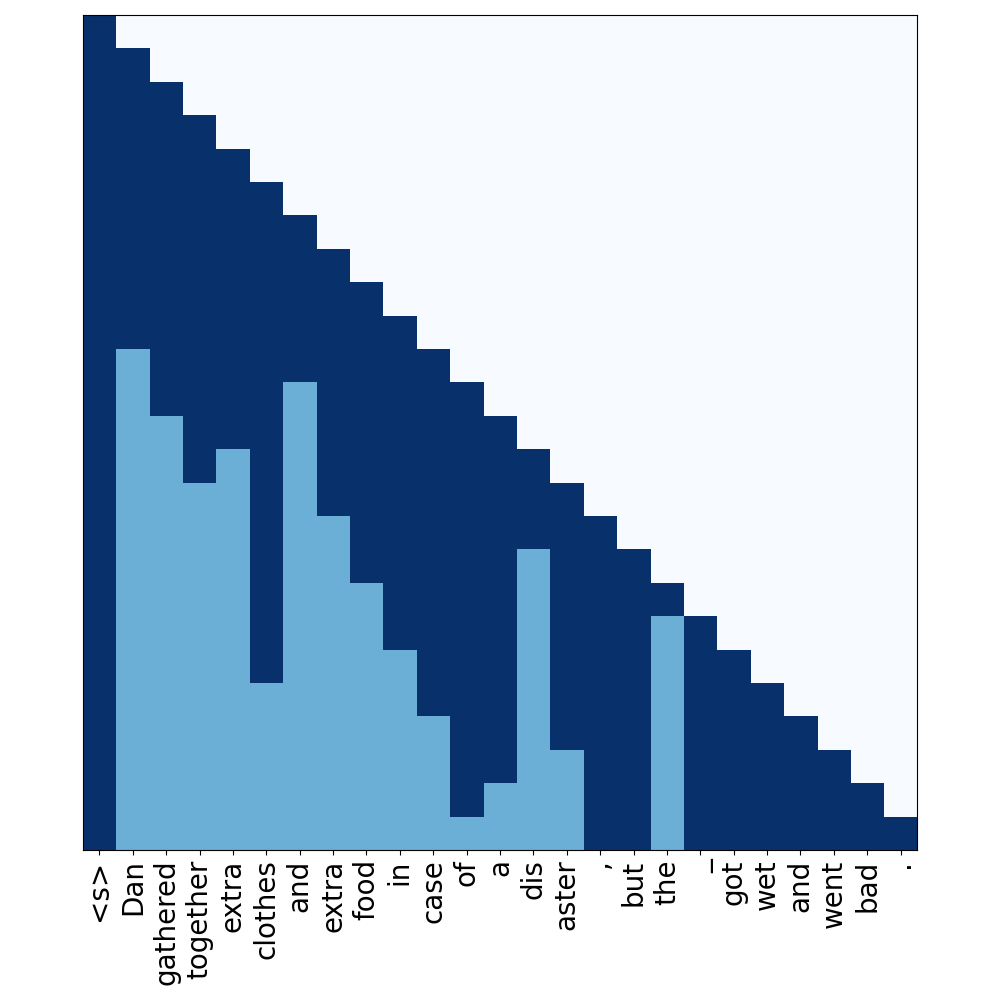 <s> Dan gathered together extra clothes and extra food in case of a dis aster , but the _ got wet and went bad .